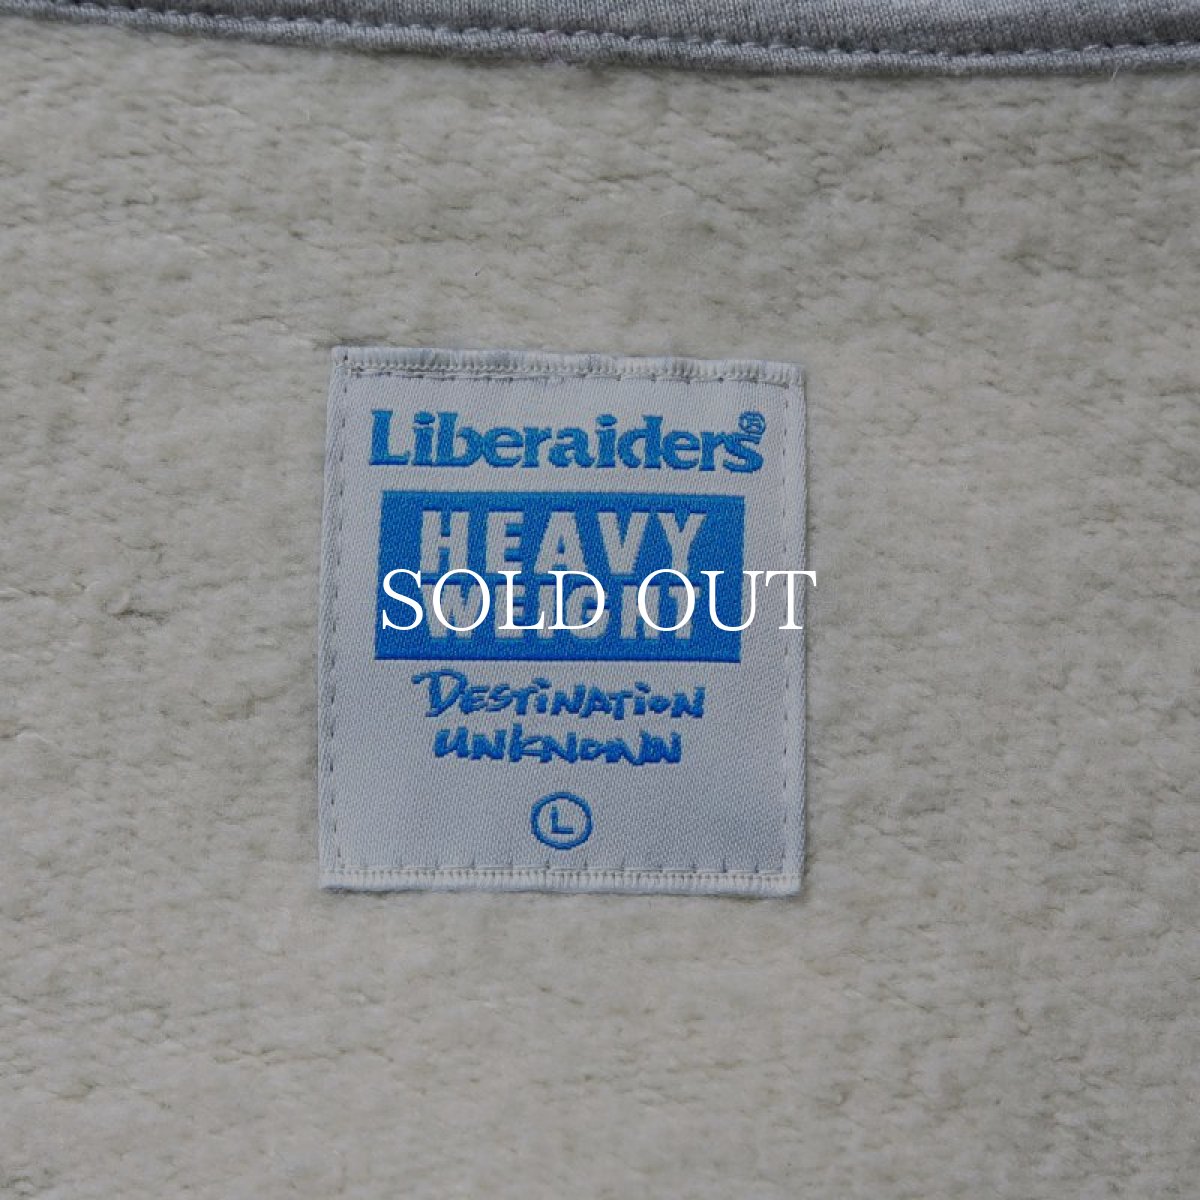 Liberaiders®
HEAVY
WEIGHT
SOLD OUT
DESTINATION
UNKNOWN
L